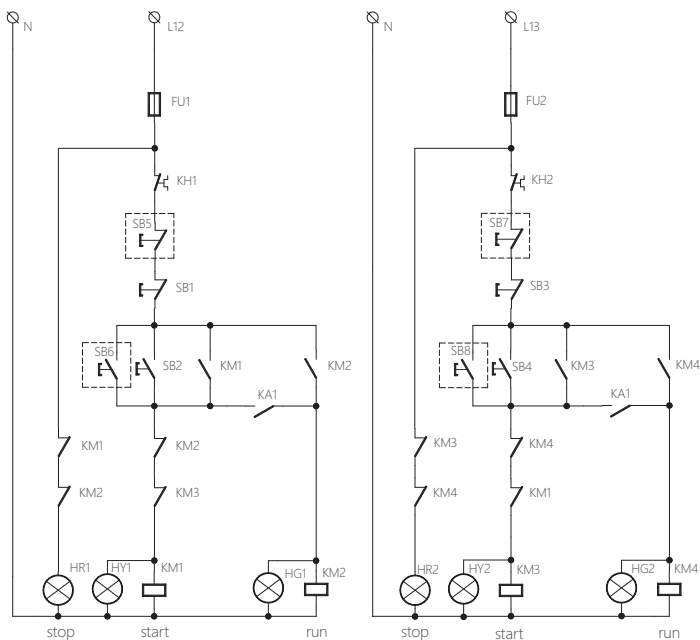 N
L12
FU1
KH1
SB5
SB1
SB6
SB2
KM1
KM2
KA1
KM1
KM2
KM2
KM3
HR1
HY1
KM1
HG1
KM2
stop
start
run
N
L13
FU2
KH2
SB7
SB3
SB8
SB4
KM3
KM4
KA1
KM3
KM4
KM4
KM1
HR2
HY2
KM3
HG2
KM4
stop
start
run